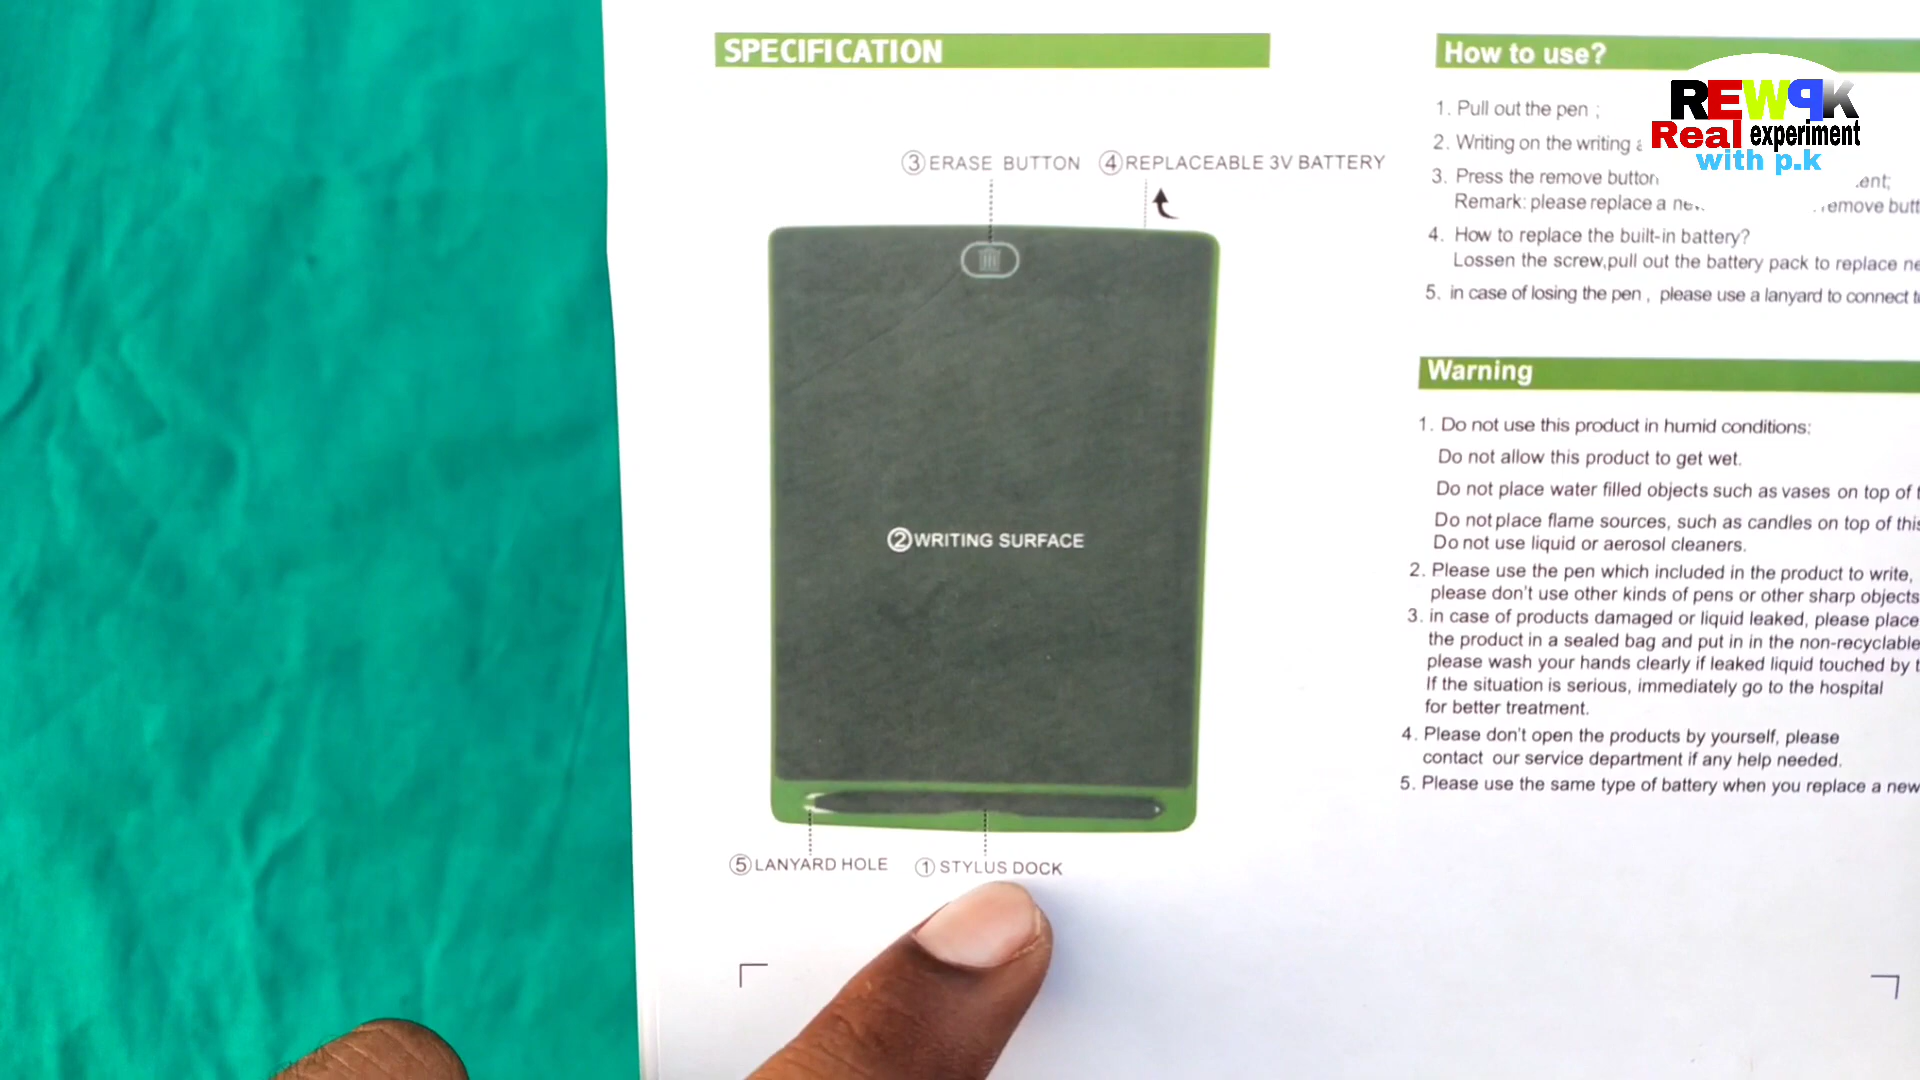 SPECIFICATION
③ERASE BUTTON
④REPLACEABLE 3V BATTERY
②WRITING SURFACE
⑤LANYARD HOLE
①STYLUS DOCK
How to use?
1. Pull out the pen ;
2. Writing on the writing
3. Press the remove button
Remark: please replace a remove
4. How to replace the built-in battery?
Lossen the screw,pull out the battery pack to replace
5. in case of losing the pen , please use a lanyard to connect
Warning
1. Do not use this product in humid conditions:
Do not allow this product to get wet.
Do not place water filled objects such as vases on top of
Do not place flame sources, such as candles on top of this
Do not use liquid or aerosol cleaners.
2. Please use the pen which included in the product to write,
please don't use other kinds of pens or other sharp objects
3. in case of products damaged or liquid leaked, please place
the product in a sealed bag and put in in the non-recyclable
please wash your hands clearly if leaked liquid touched by
If the situation is serious, immediately go to the hospital
for better treatment.
4. Please don't open the products by yourself, please
contact our service department if any help needed.
5. Please use the same type of battery when you replace a new
REWPK
Real experiment
with p.k